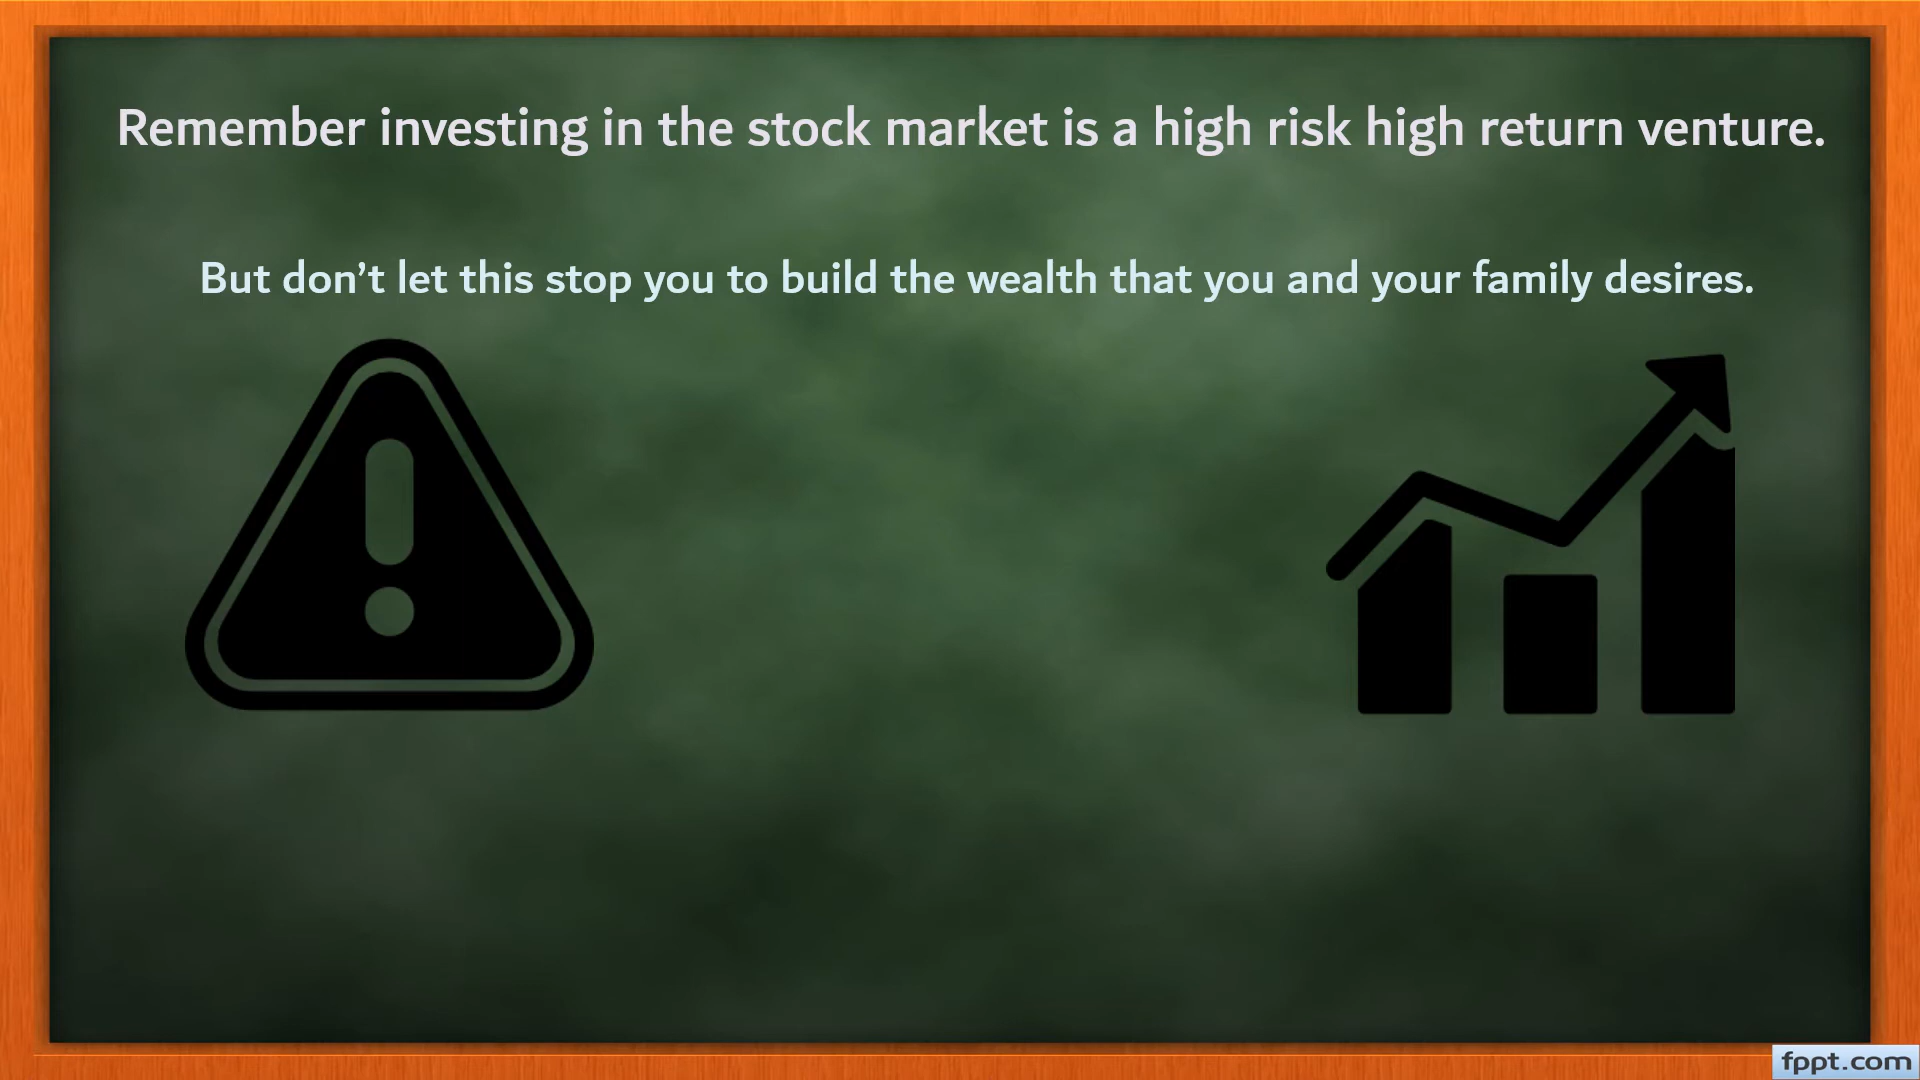 Remember investing in the stock market is a high risk high return venture.
But don’t let this stop you to build the wealth that you and your family desires.
fppt.com